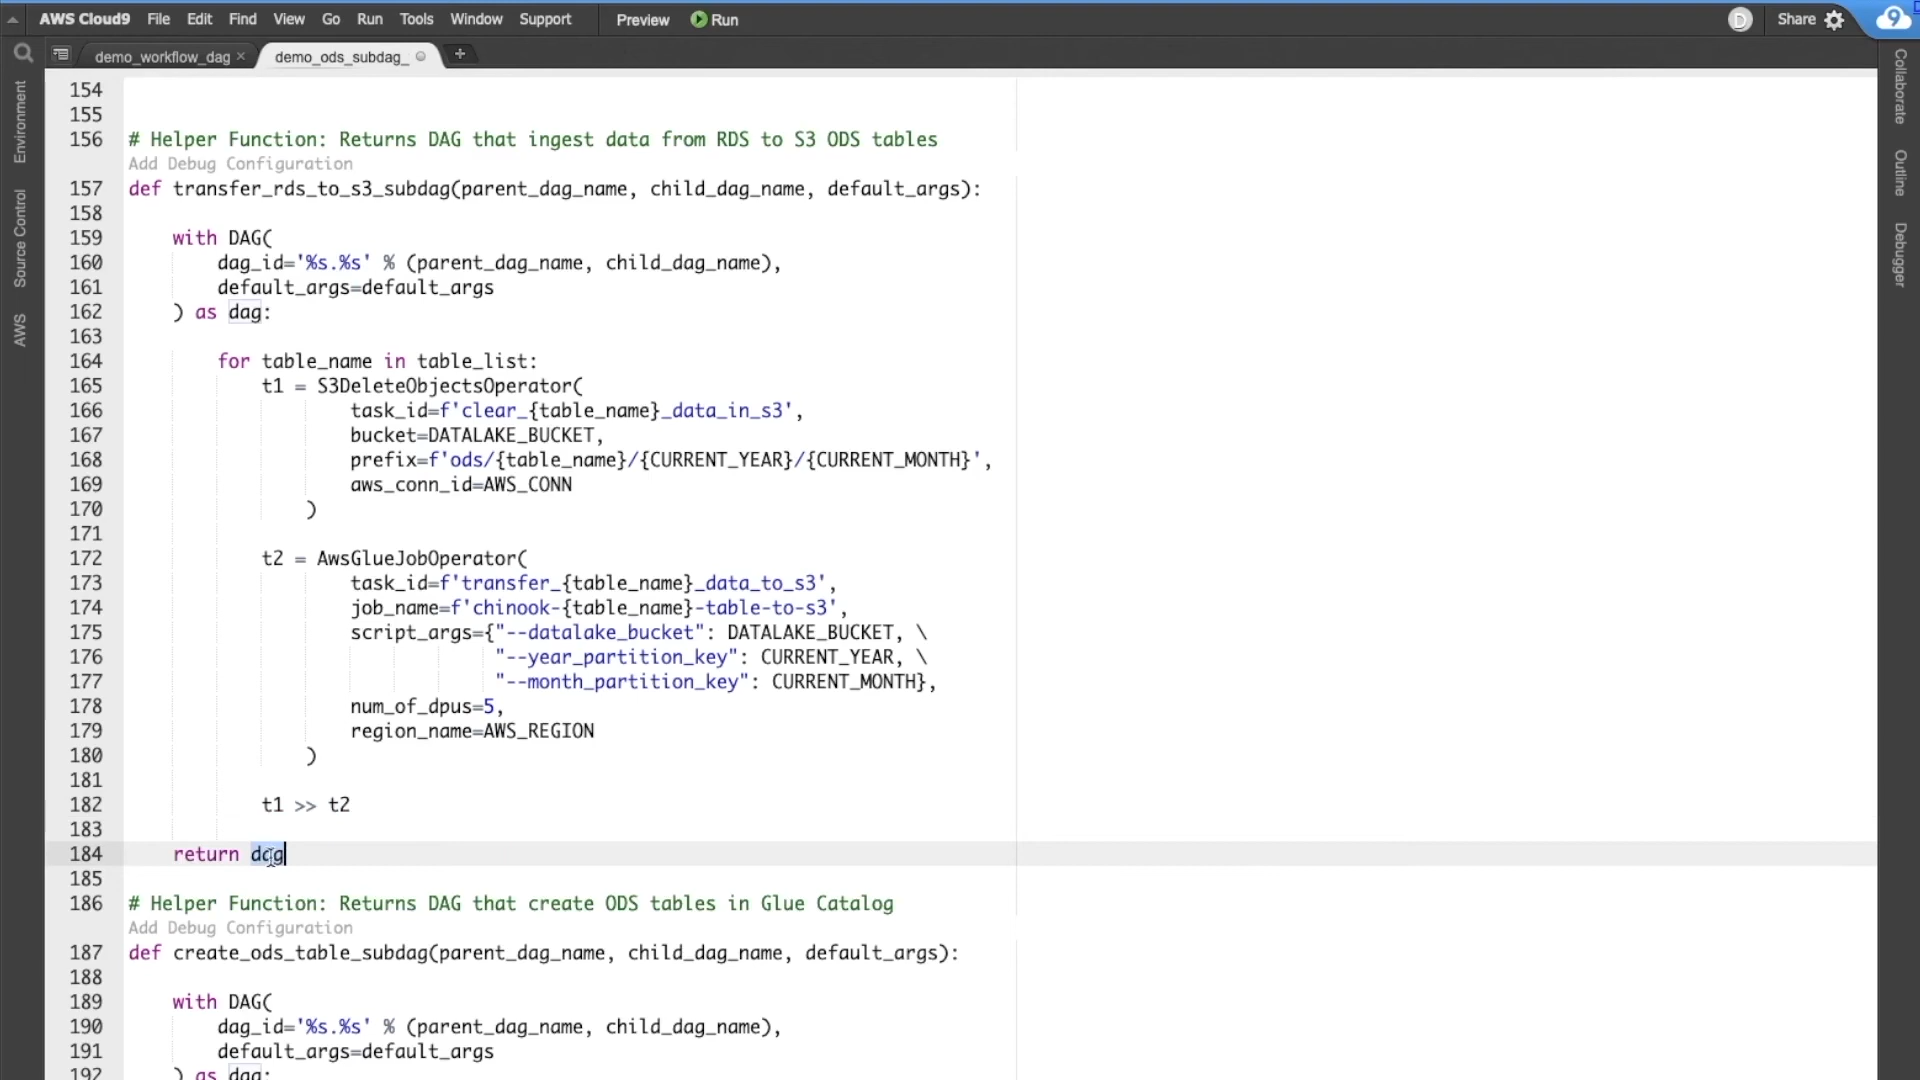 AWS Cloud9 File Edit Find View Go Run Tools Window Support Preview Run D Share 9
demo_workflow_dag × demo_ods_subdag_ +
Environment
Source Control
AWS
Collaborate
Outline
Debugger
154
155
156 # Helper Function: Returns DAG that ingest data from RDS to S3 ODS tables
Add Debug Configuration
157 def transfer_rds_to_s3_subdag(parent_dag_name, child_dag_name, default_args):
158
159 with DAG(
160 dag_id='%s.%s' % (parent_dag_name, child_dag_name),
161 default_args=default_args
162 ) as dag:
163
164 for table_name in table_list:
165 t1 = S3DeleteObjectsOperator(
166 task_id=f'clear_{table_name}_data_in_s3',
167 bucket=DATALAKE_BUCKET,
168 prefix=f'ods/{table_name}/{CURRENT_YEAR}/{CURRENT_MONTH}',
169 aws_conn_id=AWS_CONN
170 )
171
172 t2 = AwsGlueJobOperator(
173 task_id=f'transfer_{table_name}_data_to_s3',
174 job_name=f'chinook-{table_name}-table-to-s3',
175 script_args={"--datalake_bucket": DATALAKE_BUCKET, \
176 "--year_partition_key": CURRENT_YEAR, \
177 "--month_partition_key": CURRENT_MONTH},
178 num_of_dpus=5,
179 region_name=AWS_REGION
180 )
181
182 t1 >> t2
183
184 return dag
185
186 # Helper Function: Returns DAG that create ODS tables in Glue Catalog
Add Debug Configuration
187 def create_ods_table_subdag(parent_dag_name, child_dag_name, default_args):
188
189 with DAG(
190 dag_id='%s.%s' % (parent_dag_name, child_dag_name),
191 default_args=default_args
192 ) as dag: